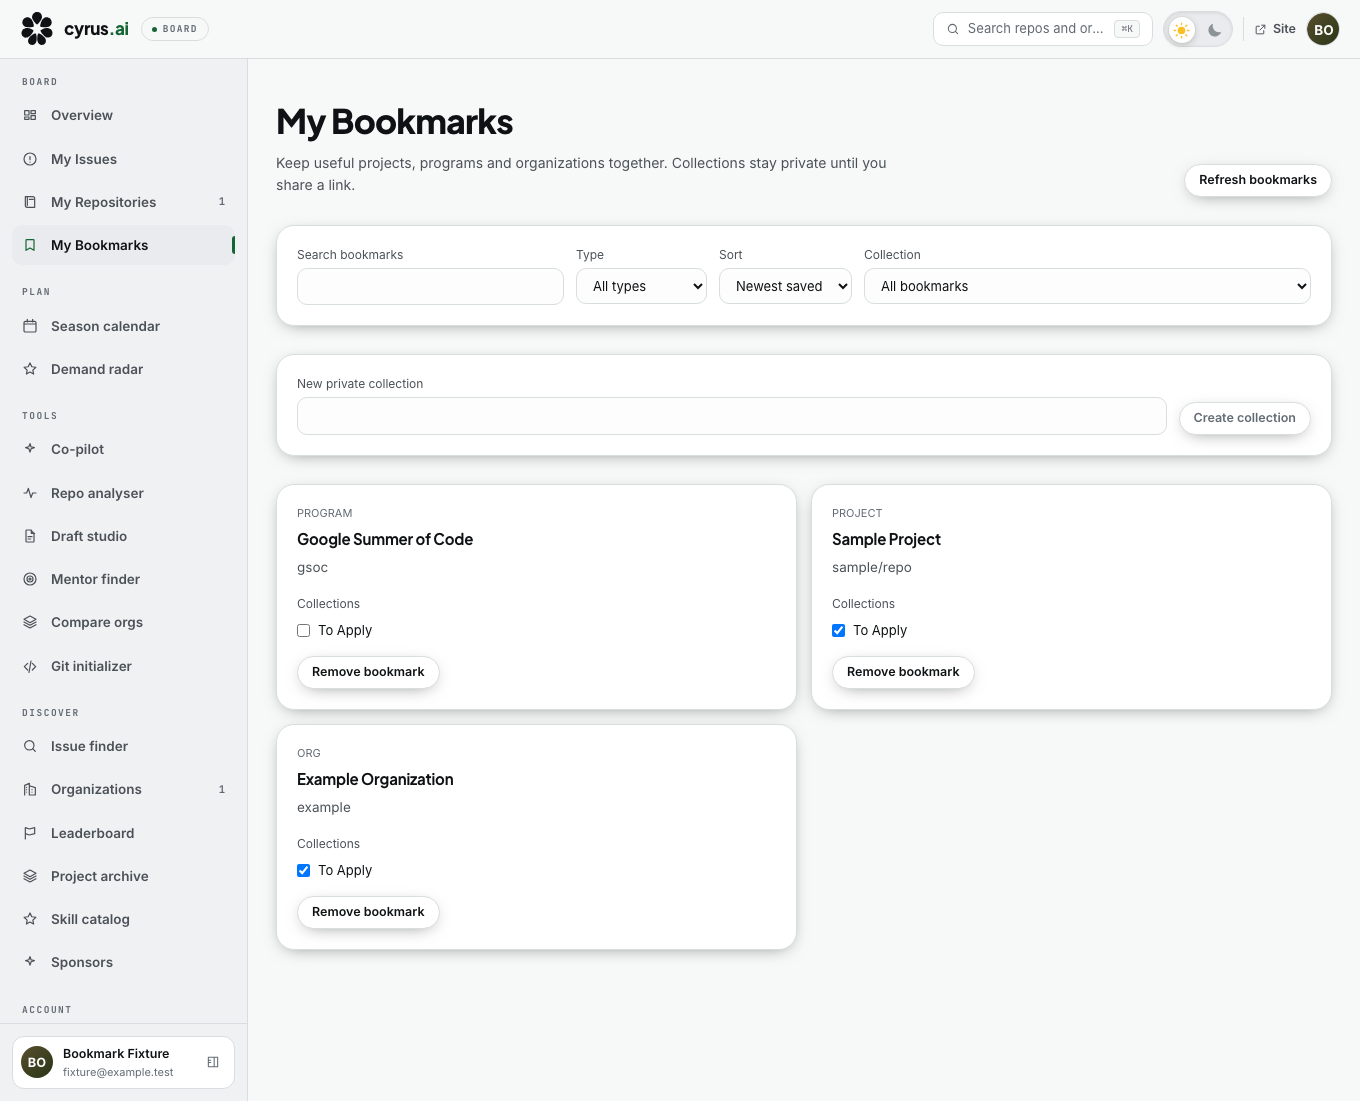 cyrus.ai
BOARD
Search repos and or...
⌘K
Site
BO
BOARD
Overview
My Issues
My Repositories 1
My Bookmarks
PLAN
Season calendar
Demand radar
TOOLS
Co-pilot
Repo analyser
Draft studio
Mentor finder
Compare orgs
Git initializer
DISCOVER
Issue finder
Organizations 1
Leaderboard
Project archive
Skill catalog
Sponsors
ACCOUNT
BO
Bookmark Fixture
fixture@example.test
My Bookmarks
Keep useful projects, programs and organizations together. Collections stay private until you
share a link.
Refresh bookmarks
Search bookmarks
Type
All types
Sort
Newest saved
Collection
All bookmarks
New private collection
Create collection
PROGRAM
Google Summer of Code
gsoc
Collections
To Apply
Remove bookmark
PROJECT
Sample Project
sample/repo
Collections
To Apply
Remove bookmark
ORG
Example Organization
example
Collections
To Apply
Remove bookmark